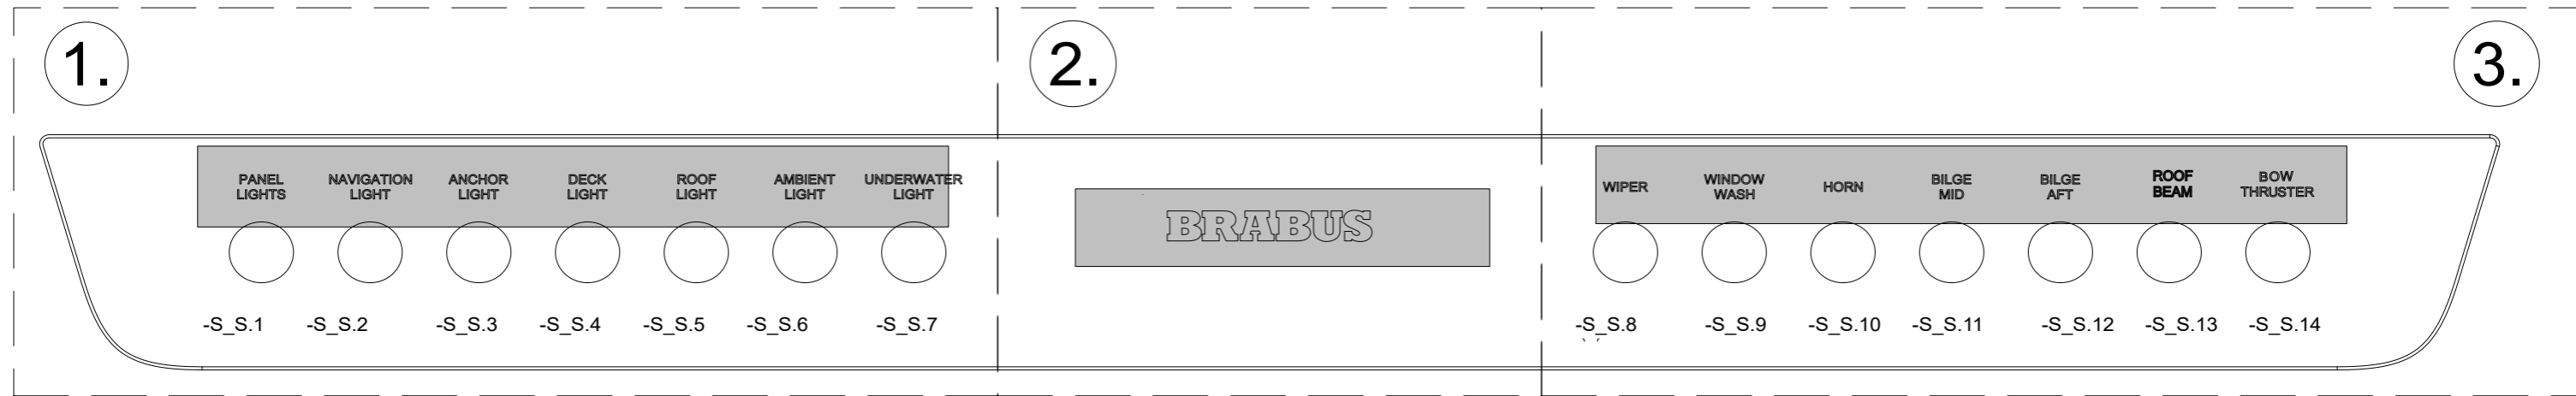 1.
2.
3.
PANEL
LIGHTS
NAVIGATION
LIGHT
ANCHOR
LIGHT
DECK
LIGHT
ROOF
LIGHT
AMBIENT
LIGHT
UNDERWATER
LIGHT
BRABUS
WIPER
WINDOW
WASH
HORN
BILGE
MID
BILGE
AFT
ROOF
BEAM
BOW
THRUSTER
-S_S.1
-S_S.2
-S_S.3
-S_S.4
-S_S.5
-S_S.6
-S_S.7
-S_S.8
-S_S.9
-S_S.10
-S_S.11
-S_S.12
-S_S.13
-S_S.14